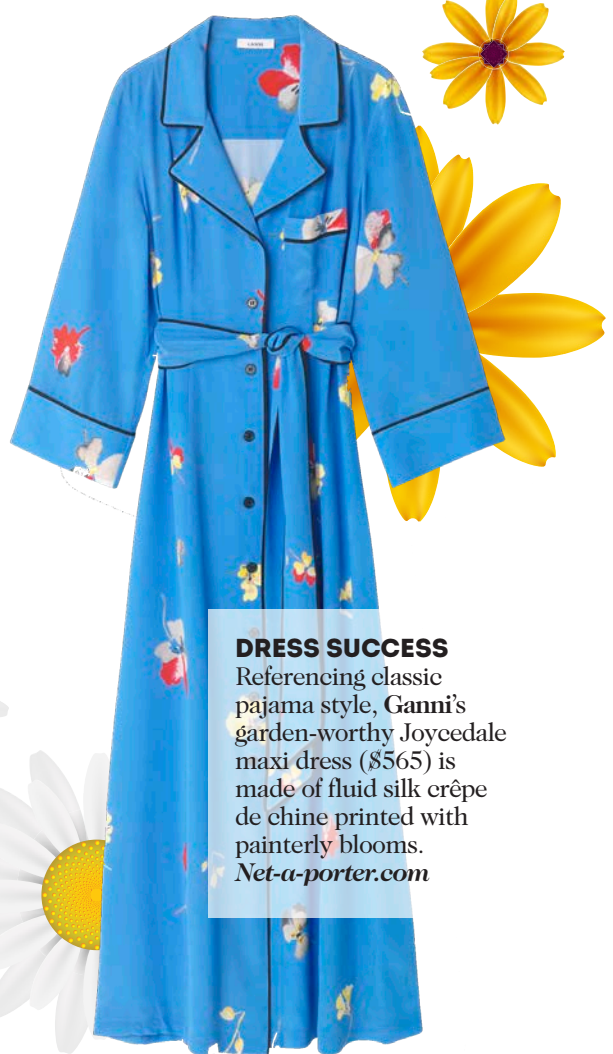 DRESS SUCCESS
Referencing classic
pajama style, Ganni's
garden-worthy Joycedale
maxi dress ($565) is
made of fluid silk crêpe
de chine printed with
painterly blooms.
Net-a-porter.com